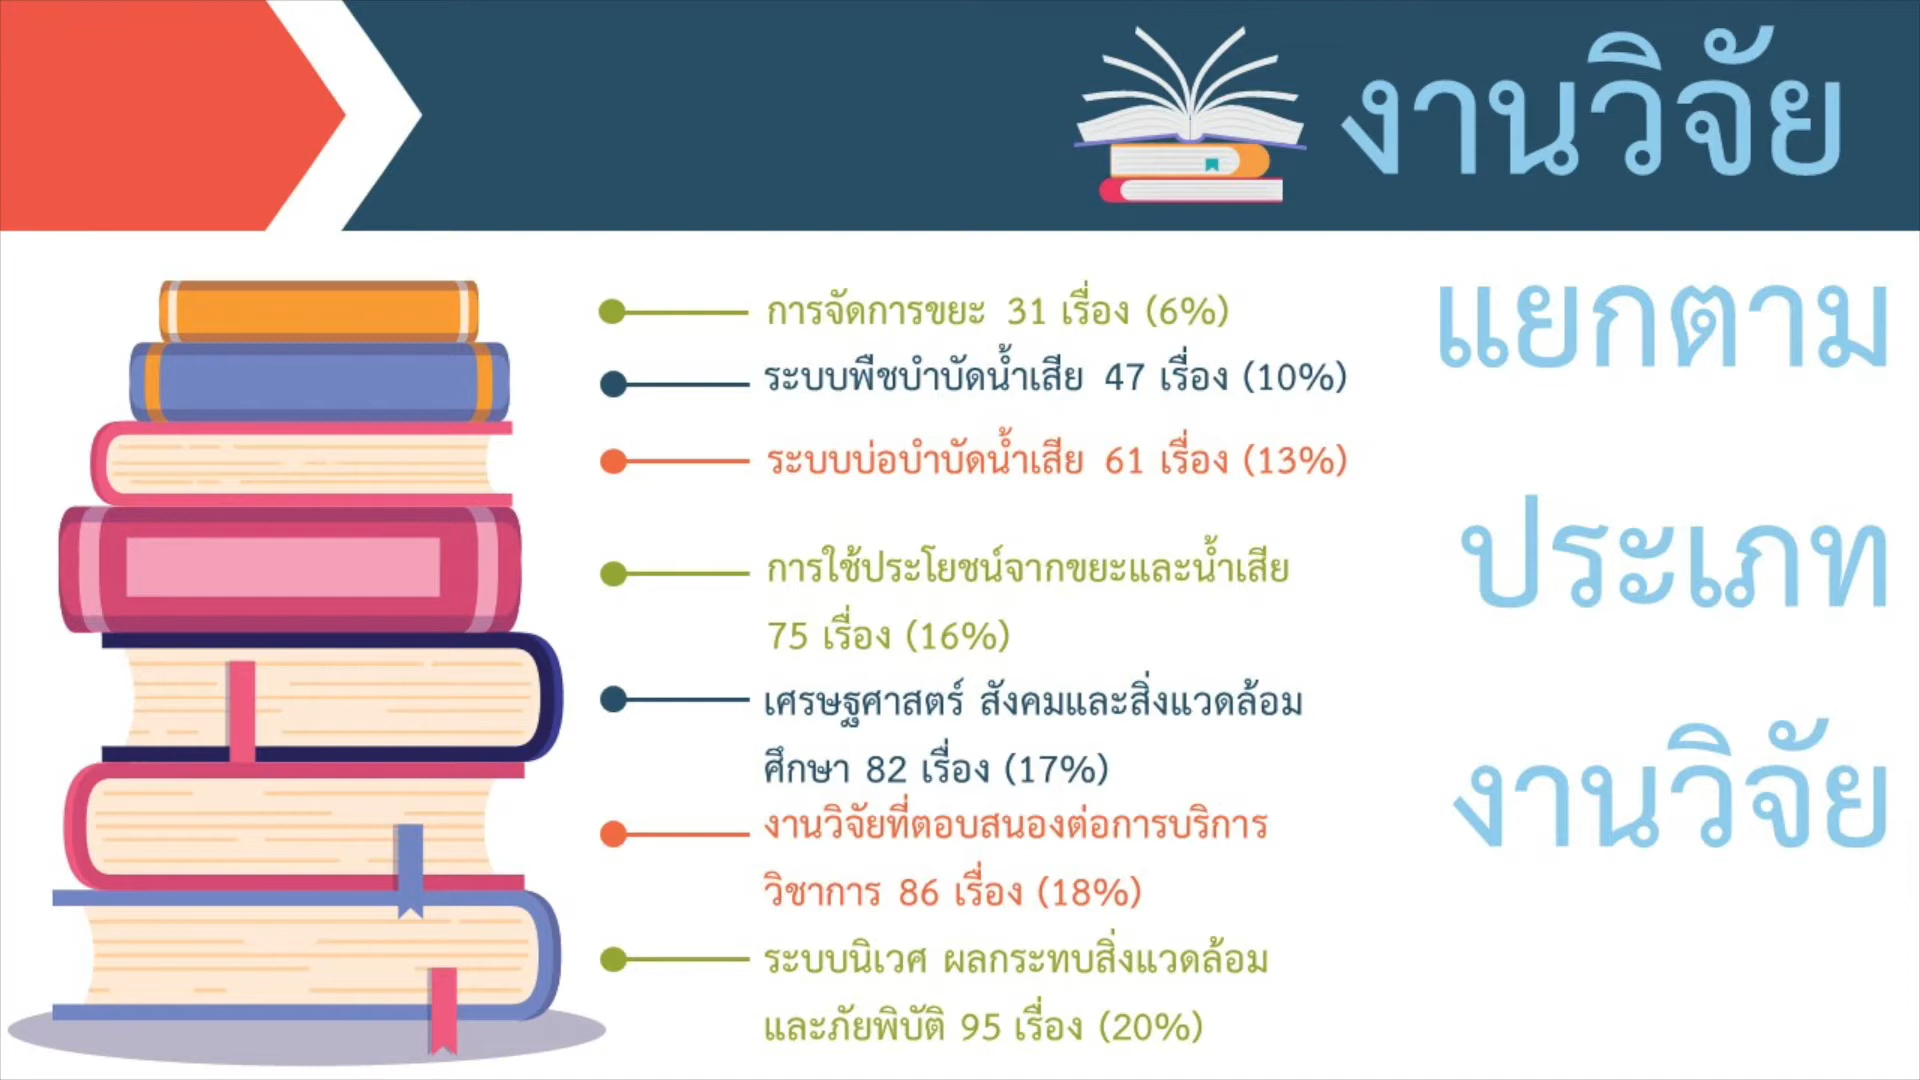 งานวิจัย
แยกตาม
ประเภท
งานวิจัย
การจัดการขยะ 31 เรื่อง (6%)
ระบบพืชบำบัดน้ำเสีย 47 เรื่อง (10%)
ระบบบ่อบำบัดน้ำเสีย 61 เรื่อง (13%)
การใช้ประโยชน์จากขยะและน้ำเสีย
75 เรื่อง (16%)
เศรษฐศาสตร์ สังคมและสิ่งแวดล้อม
ศึกษา 82 เรื่อง (17%)
งานวิจัยที่ตอบสนองต่อการบริการ
วิชาการ 86 เรื่อง (18%)
ระบบนิเวศ ผลกระทบสิ่งแวดล้อม
และภัยพิบัติ 95 เรื่อง (20%)